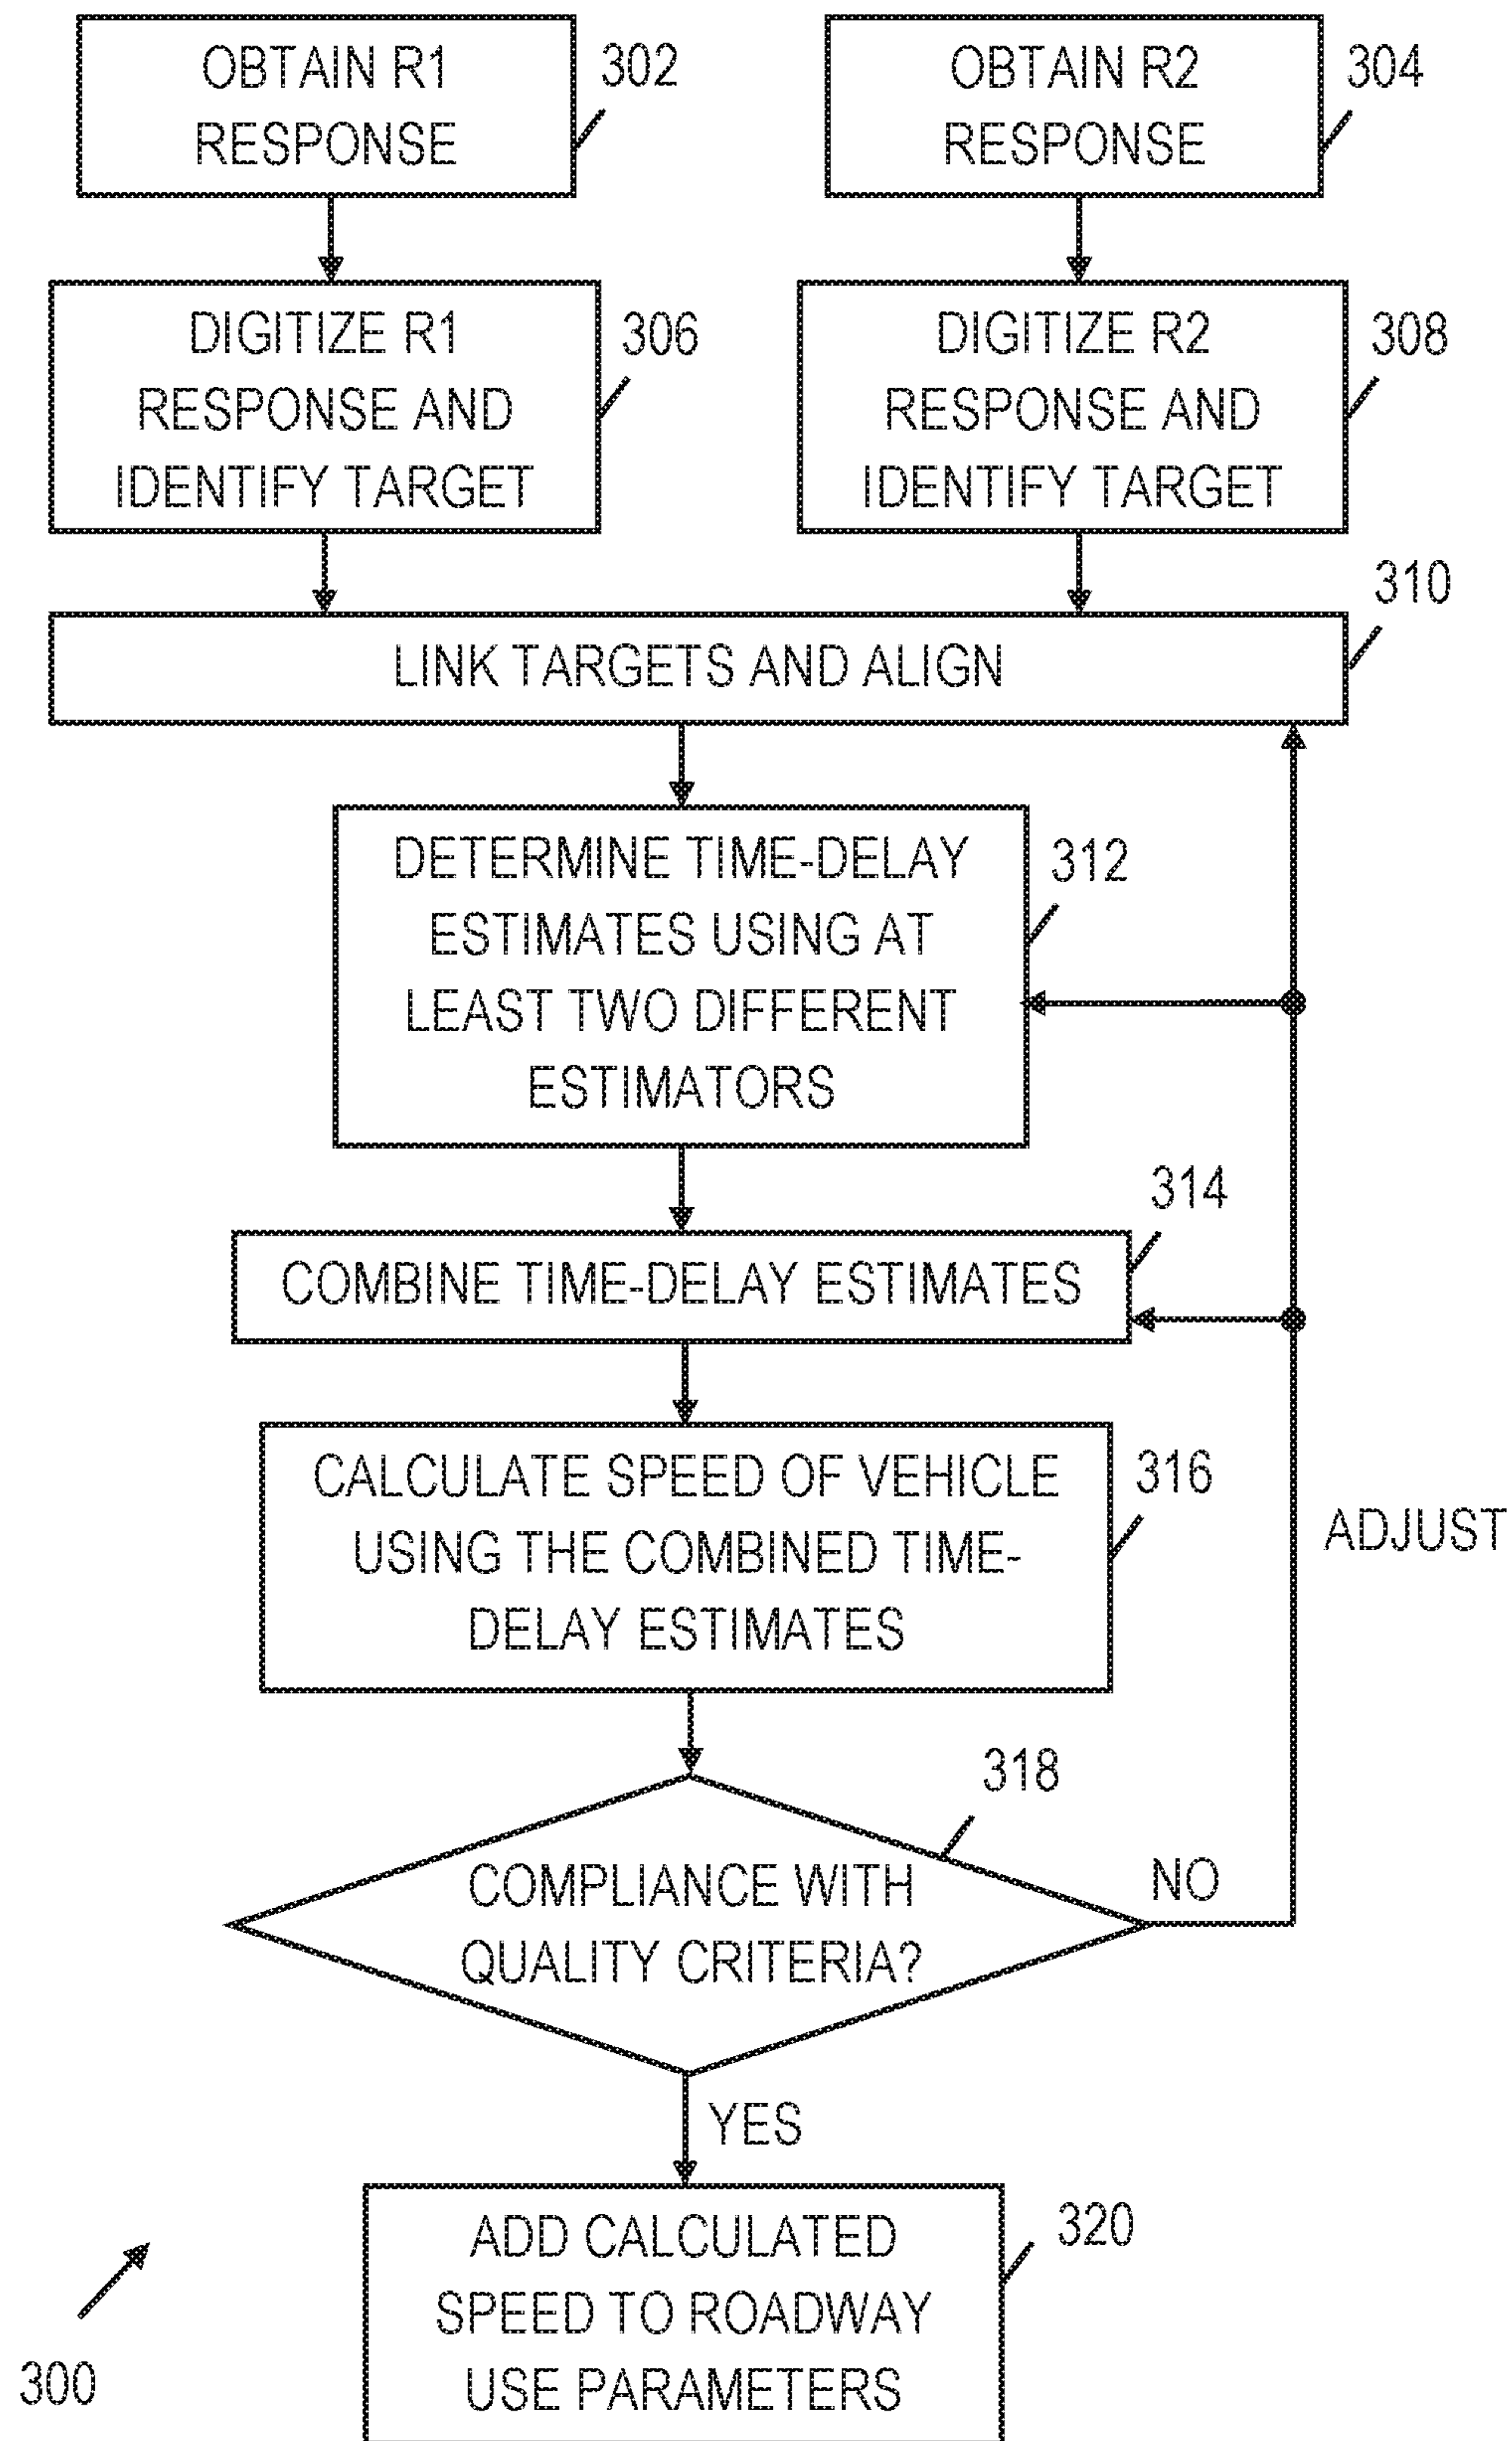 OBTAIN R1
RESPONSE
302
OBTAIN R2
RESPONSE
304
DIGITIZE R1
RESPONSE AND
IDENTIFY TARGET
306
DIGITIZE R2
RESPONSE AND
IDENTIFY TARGET
308
310
LINK TARGETS AND ALIGN
DETERMINE TIME-DELAY
ESTIMATES USING AT
LEAST TWO DIFFERENT
ESTIMATORS
312
314
COMBINE TIME-DELAY ESTIMATES
CALCULATE SPEED OF VEHICLE
USING THE COMBINED TIME-
DELAY ESTIMATES
316
ADJUST
318
COMPLIANCE WITH
QUALITY CRITERIA?
NO
YES
ADD CALCULATED
SPEED TO ROADWAY
USE PARAMETERS
320
300